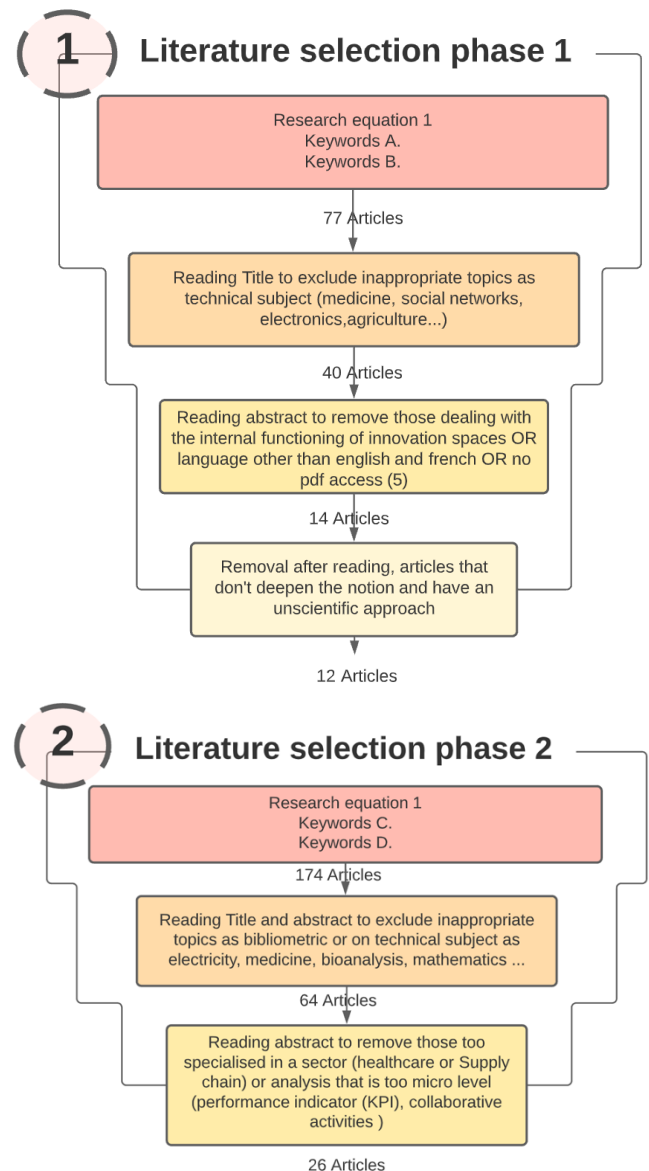 1
Literature selection phase 1
Research equation 1
Keywords A.
Keywords B.
77 Articles
Reading Title to exclude inappropriate topics as
technical subject (medicine, social networks,
electronics,agriculture...)
40 Articles
Reading abstract to remove those dealing with
the internal functioning of innovation spaces OR
language other than english and french OR no
pdf access (5)
14 Articles
Removal after reading, articles that
don't deepen the notion and have an
unscientific approach
12 Articles
2
Literature selection phase 2
Research equation 1
Keywords C.
Keywords D.
174 Articles
Reading Title and abstract to exclude inappropriate
topics as bibliometric or on technical subject as
electricity, medicine, bioanalysis, mathematics ...
64 Articles
Reading abstract to remove those too
specialised in a sector (healthcare or Supply
chain) or analysis that is too micro level
(performance indicator (KPI), collaborative
activities )
26 Articles